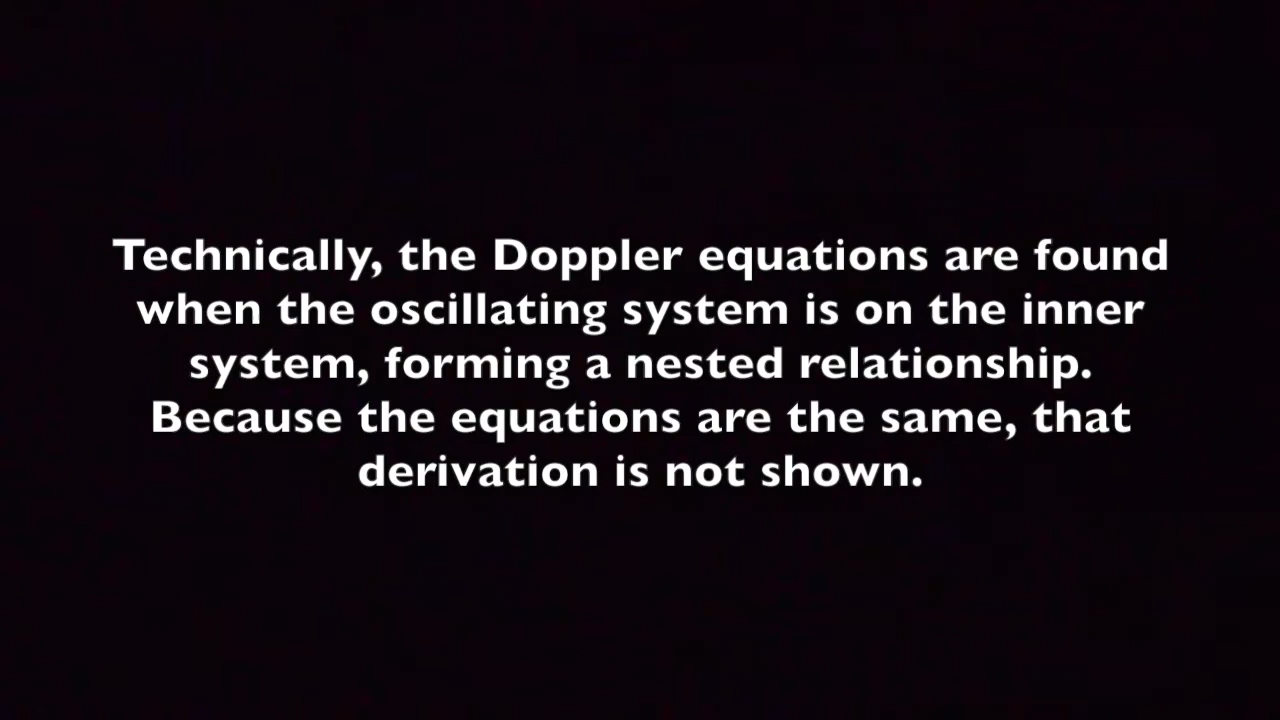 Technically, the Doppler equations are found
when the oscillating system is on the inner
system, forming a nested relationship.
Because the equations are the same, that
derivation is not shown.